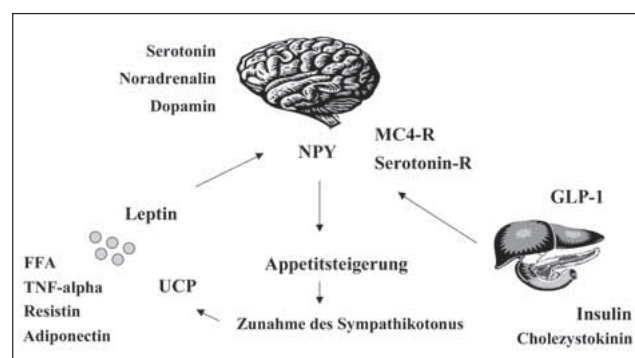 Serotonin
Noradrenalin
Dopamin
MC4-R
NPY
Serotonin-R
GLP-1
Leptin
FFA
TNF-alpha
UCP
Resistin
Adiponectin
Appetitsteigerung
Zunahme des Sympathikotonus
Insulin
Cholezystokinin